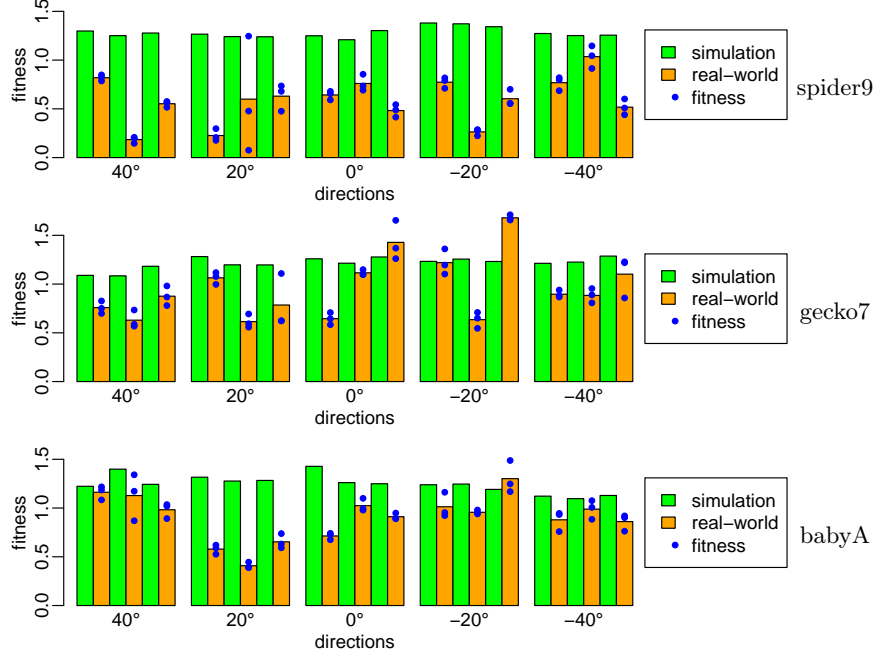 fitness
0.0 0.5 1.0 1.5
40° 20° 0° −20° −40°
directions
simulation
real−world
fitness
spider9
fitness
0.0 0.5 1.0 1.5
40° 20° 0° −20° −40°
directions
simulation
real−world
fitness
gecko7
fitness
0.0 0.5 1.0 1.5
40° 20° 0° −20° −40°
directions
simulation
real−world
fitness
babyA